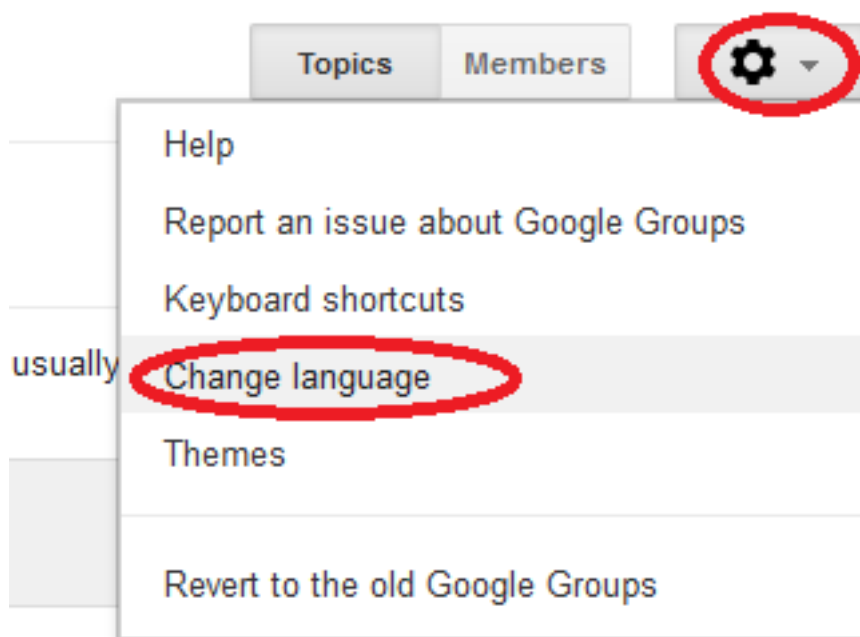 Topics Members
Help
Report an issue about Google Groups
Keyboard shortcuts
usually
Change language
Themes
Revert to the old Google Groups